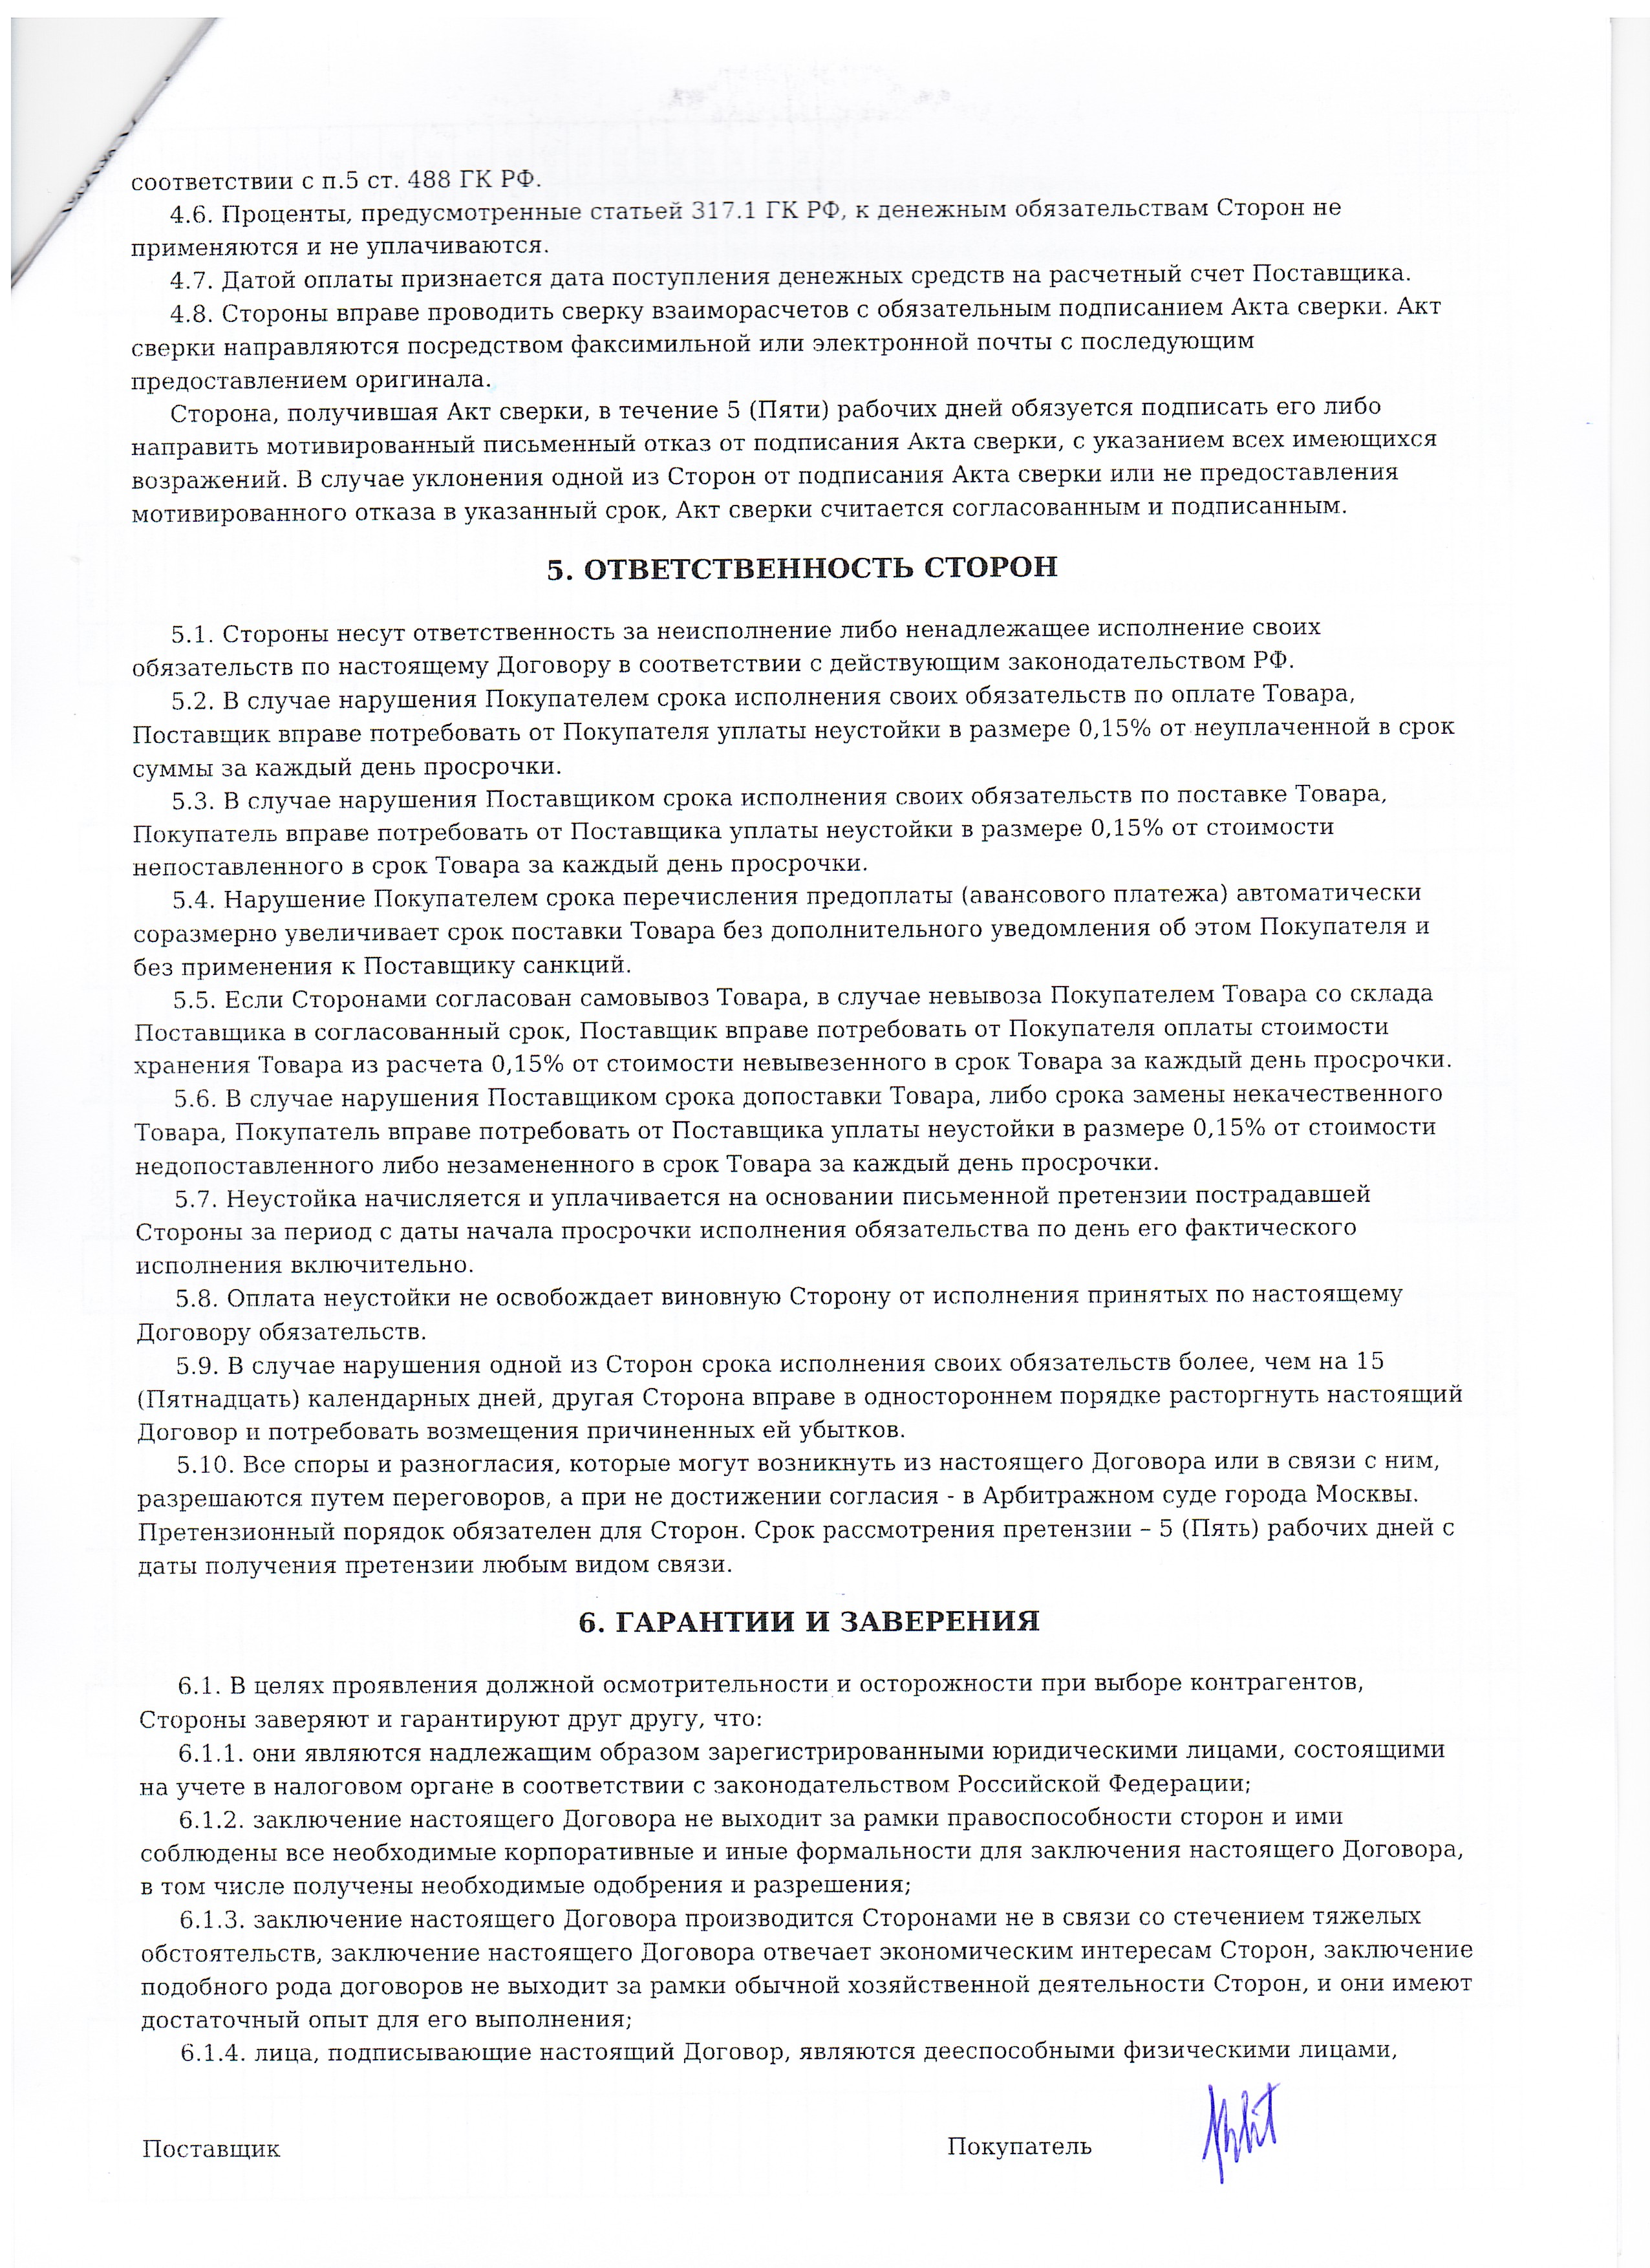 соответствии с п.5 ст. 488 ГК РФ.
4.6. Проценты, предусмотренные статьей 317.1 ГК РФ, к денежным обязательствам Сторон не
применяются и не уплачиваются.
4.7. Датой оплаты признается дата поступления денежных средств на расчетный счет Поставщика.
4.8. Стороны вправе проводить сверку взаиморасчетов с обязательным подписанием Акта сверки. Акт
сверки направляются посредством факсимильной или электронной почты с последующим
предоставлением оригинала.
Сторона, получившая Акт сверки, в течение 5 (Пяти) рабочих дней обязуется подписать его либо
направить мотивированный письменный отказ от подписания Акта сверки, с указанием всех имеющихся
возражений. В случае уклонения одной из Сторон от подписания Акта сверки или не предоставления
мотивированного отказа в указанный срок, Акт сверки считается согласованным и подписанным.
5. ОТВЕТСТВЕННОСТЬ СТОРОН
5.1. Стороны несут ответственность за неисполнение либо ненадлежащее исполнение своих
обязательств по настоящему Договору в соответствии с действующим законодательством РФ.
5.2. В случае нарушения Покупателем срока исполнения своих обязательств по оплате Товара,
Поставщик вправе потребовать от Покупателя уплаты неустойки в размере 0,15% от неуплаченной в срок
суммы за каждый день просрочки.
5.3. В случае нарушения Поставщиком срока исполнения своих обязательств по поставке Товара,
Покупатель вправе потребовать от Поставщика уплаты неустойки в размере 0,15% от стоимости
непоставленного в срок Товара за каждый день просрочки.
5.4. Нарушение Покупателем срока перечисления предоплаты (авансового платежа) автоматически
соразмерно увеличивает срок поставки Товара без дополнительного уведомления об этом Покупателя и
без применения к Поставщику санкций.
5.5. Если Сторонами согласован самовывоз Товара, в случае невывоза Покупателем Товара со склада
Поставщика в согласованный срок, Поставщик вправе потребовать от Покупателя оплаты стоимости
хранения Товара из расчета 0,15% от стоимости невывезенного в срок Товара за каждый день просрочки.
5.6. В случае нарушения Поставщиком срока допоставки Товара, либо срока замены некачественного
Товара, Покупатель вправе потребовать от Поставщика уплаты неустойки в размере 0,15% от стоимости
недопоставленного либо незамененного в срок Товара за каждый день просрочки.
5.7. Неустойка начисляется и уплачивается на основании письменной претензии пострадавшей
Стороны за период с даты начала просрочки исполнения обязательства по день его фактического
исполнения включительно.
5.8. Оплата неустойки не освобождает виновную Сторону от исполнения принятых по настоящему
Договору обязательств.
5.9. В случае нарушения одной из Сторон срока исполнения своих обязательств более, чем на 15
(Пятнадцать) календарных дней, другая Сторона вправе в одностороннем порядке расторгнуть настоящий
Договор и потребовать возмещения причиненных ей убытков.
5.10. Все споры и разногласия, которые могут возникнуть из настоящего Договора или в связи с ним,
разрешаются путем переговоров, а при не достижении согласия - в Арбитражном суде города Москвы.
Претензионный порядок обязателен для Сторон. Срок рассмотрения претензии – 5 (Пять) рабочих дней с
даты получения претензии любым видом связи.
6. ГАРАНТИИ И ЗАВЕРЕНИЯ
6.1. В целях проявления должной осмотрительности и осторожности при выборе контрагентов,
Стороны заверяют и гарантируют друг другу, что:
6.1.1. они являются надлежащим образом зарегистрированными юридическими лицами, состоящими
на учете в налоговом органе в соответствии с законодательством Российской Федерации;
6.1.2. заключение настоящего Договора не выходит за рамки правоспособности сторон и ими
соблюдены все необходимые корпоративные и иные формальности для заключения настоящего Договора,
в том числе получены необходимые одобрения и разрешения;
6.1.3. заключение настоящего Договора производится Сторонами не в связи со стечением тяжелых
обстоятельств, заключение настоящего Договора отвечает экономическим интересам Сторон, заключение
подобного рода договоров не выходит за рамки обычной хозяйственной деятельности Сторон, и они имеют
достаточный опыт для его выполнения;
6.1.4. лица, подписывающие настоящий Договор, являются дееспособными физическими лицами,
Поставщик
Покупатель